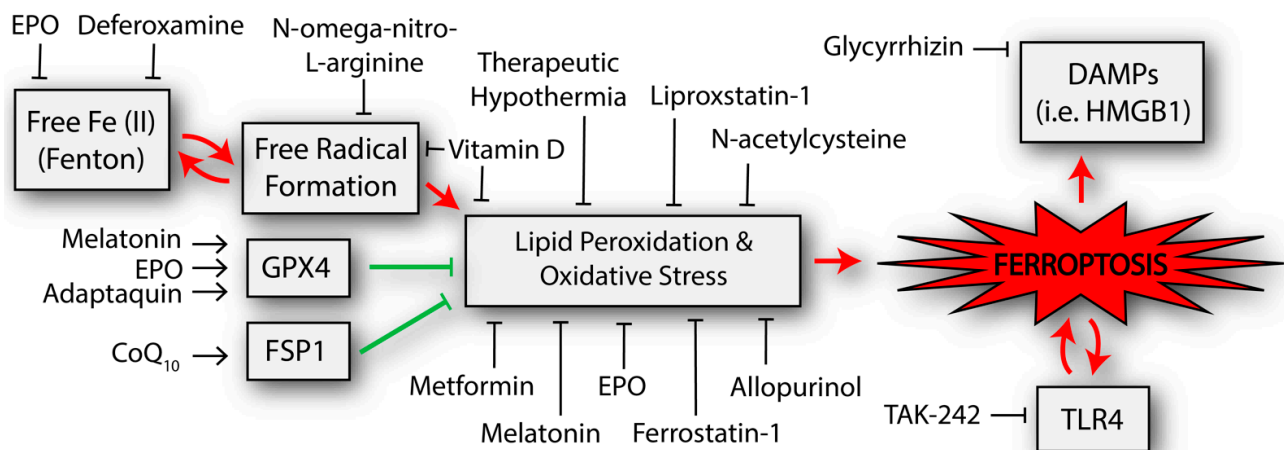 EPO
Deferoxamine
N-omega-nitro-
L-arginine
Therapeutic
Hypothermia
Liproxstatin-1
N-acetylcysteine
Glycyrrhizin
DAMPs
(i.e. HMGB1)
Free Fe (II)
(Fenton)
Free Radical
Formation
Vitamin D
Melatonin
EPO
Adaptaquin
GPX4
Lipid Peroxidation &
Oxidative Stress
FERROPTOSIS
CoQ10
FSP1
Metformin
EPO
Allopurinol
Melatonin
Ferrostatin-1
TAK-242
TLR4